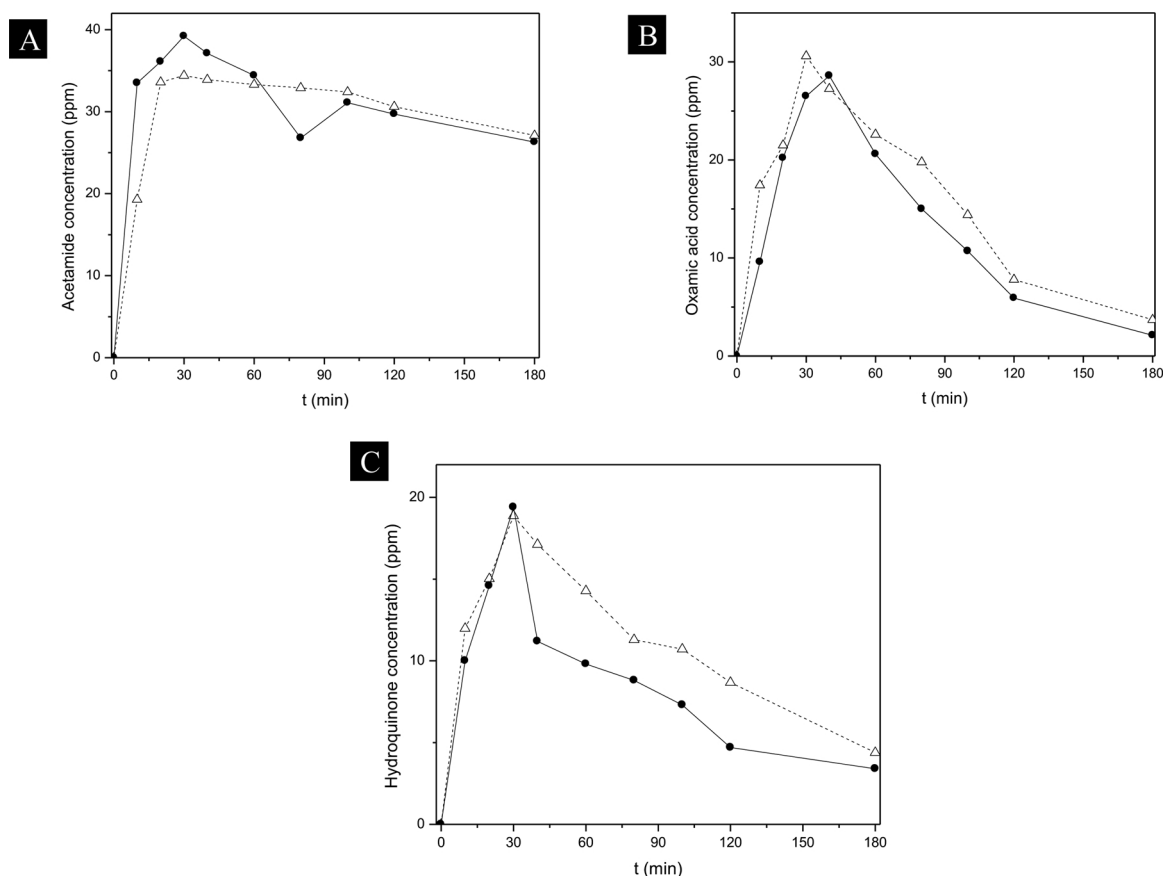 A
Acetamide concentration (ppm)
40
30
20
10
0
0 30 60 90 120 150 180
t (min)
B
Oxamic acid concentration (ppm)
30
20
10
0
0 30 60 90 120 150 180
t (min)
C
Hydroquinone concentration (ppm)
20
10
0
0 30 60 90 120 150 180
t (min)